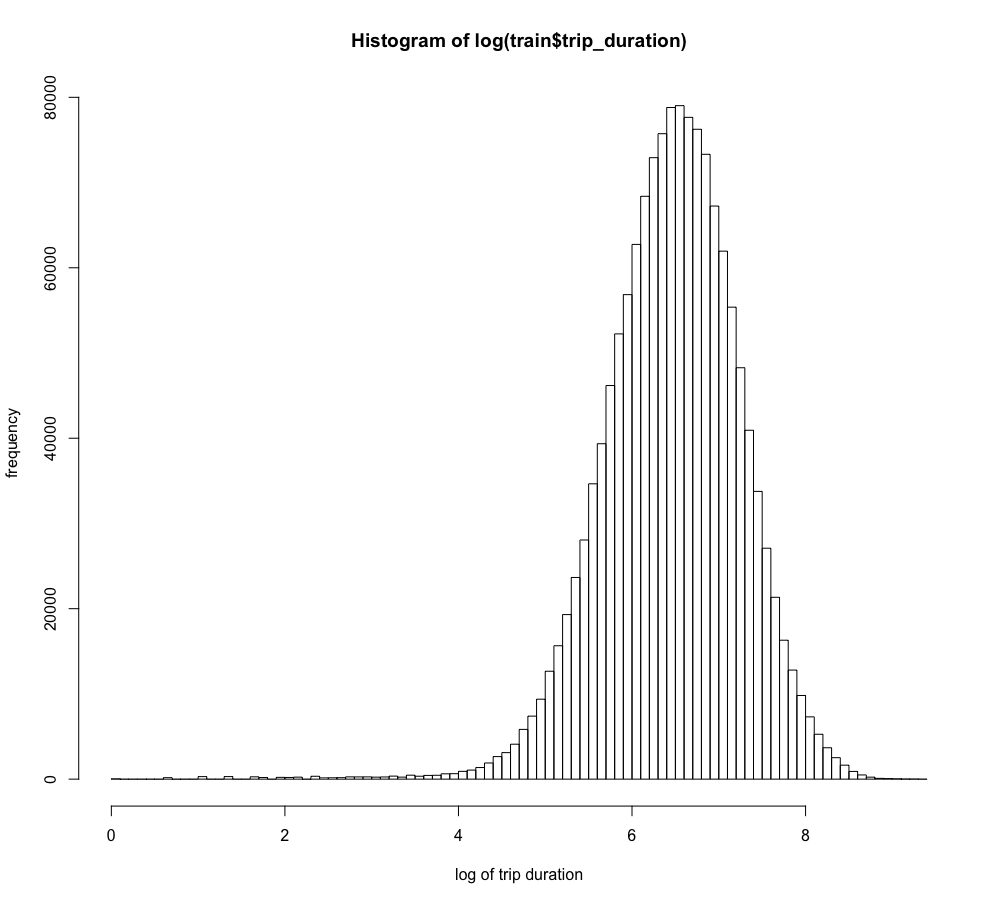 Histogram of log(train$trip_duration)
80000
60000
40000
20000
0
frequency
0 2 4 6 8
log of trip duration